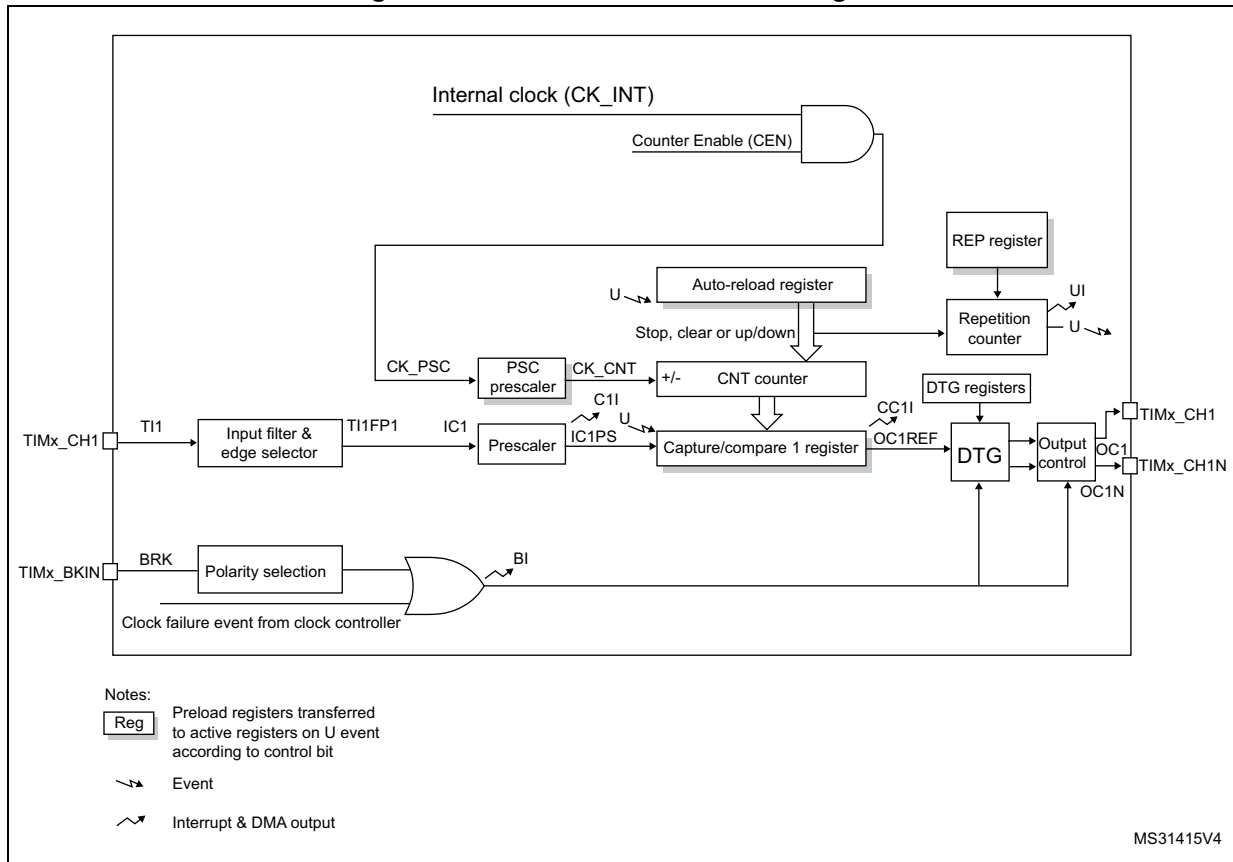 Internal clock (CK_INT)
Counter Enable (CEN)
REP register
Auto-reload register
U
UI
Stop, clear or up/down
Repetition
counter
U
CK_PSC
PSC
prescaler
CK_CNT
+/-
CNT counter
DTG registers
C1I
U
CC1I
TIMx_CH1
TI1
Input filter &
edge selector
TI1FP1
IC1
Prescaler
IC1PS
Capture/compare 1 register
OC1REF
DTG
Output
control
OC1
TIMx_CH1
TIMx_CH1N
OC1N
TIMx_BKIN
BRK
Polarity selection
BI
Clock failure event from clock controller
Notes:
Reg
Preload registers transferred
to active registers on U event
according to control bit
Event
Interrupt & DMA output
MS31415V4